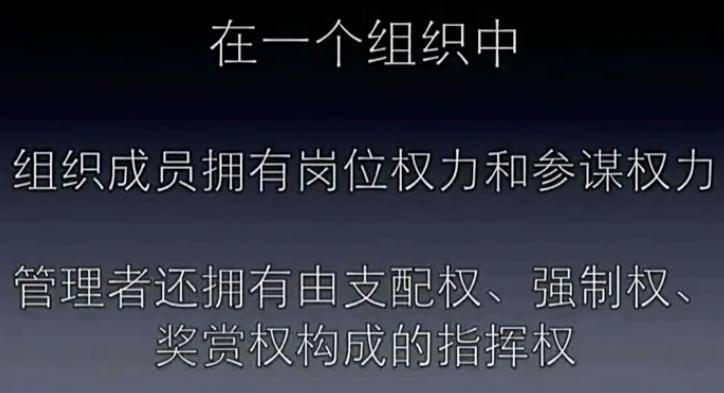 在一个组织中
组织成员拥有岗位权力和参谋权力
管理者还拥有由支配权、强制权、
奖赏权构成的指挥权